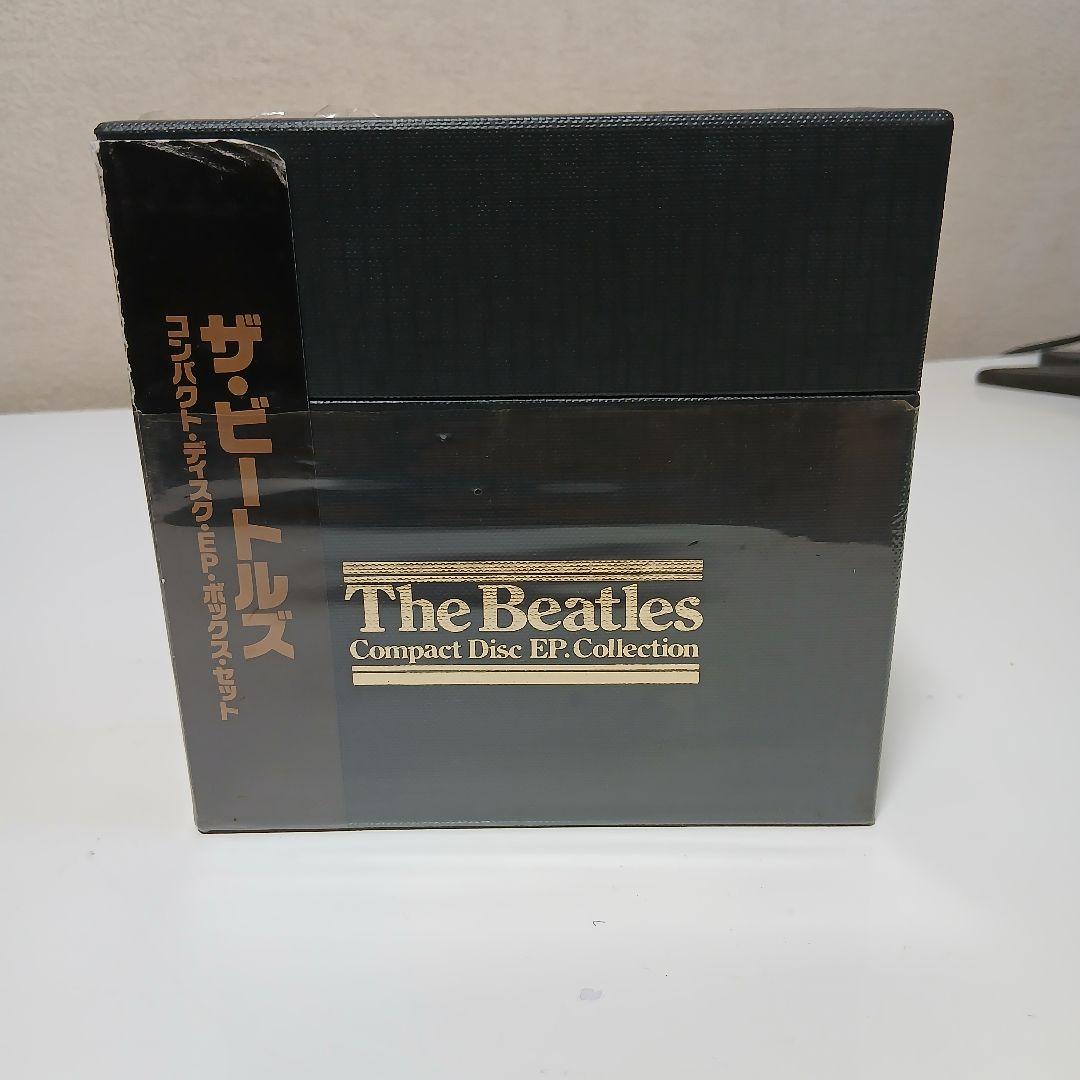 ザ・ビートルズ
コンパクト・ディスク・EP・ボックス・セット
The Beatles
Compact Disc EP. Collection